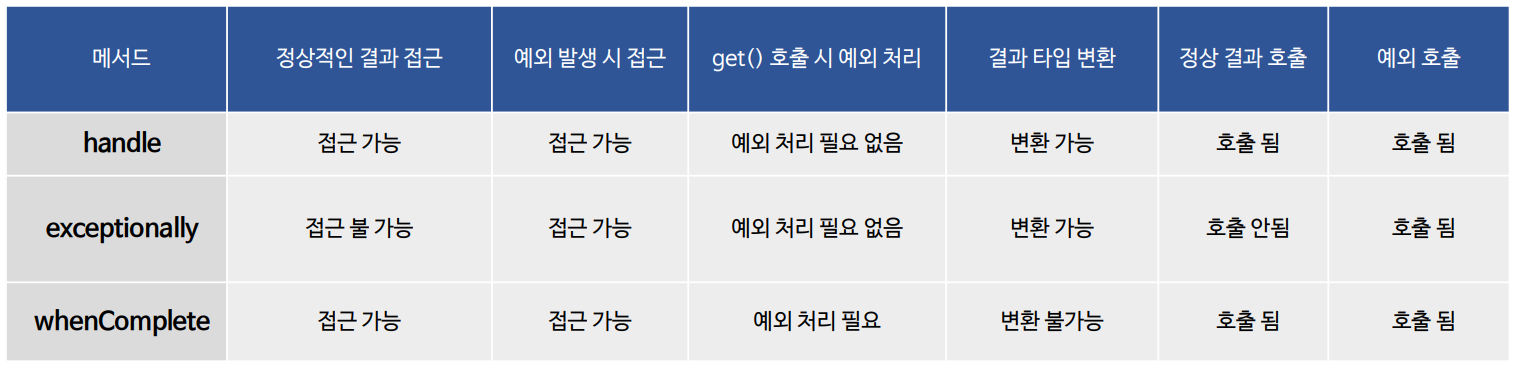 메서드 정상적인 결과 접근 예외 발생 시 접근 get() 호출 시 예외 처리 결과 타입 변환 정상 결과 호출 예외 호출
handle 접근 가능 접근 가능 예외 처리 필요 없음 변환 가능 호출 됨 호출 됨
exceptionally 접근 불 가능 접근 가능 예외 처리 필요 없음 변환 가능 호출 안됨 호출 됨
whenComplete 접근 가능 접근 가능 예외 처리 필요 변환 불가능 호출 됨 호출 됨